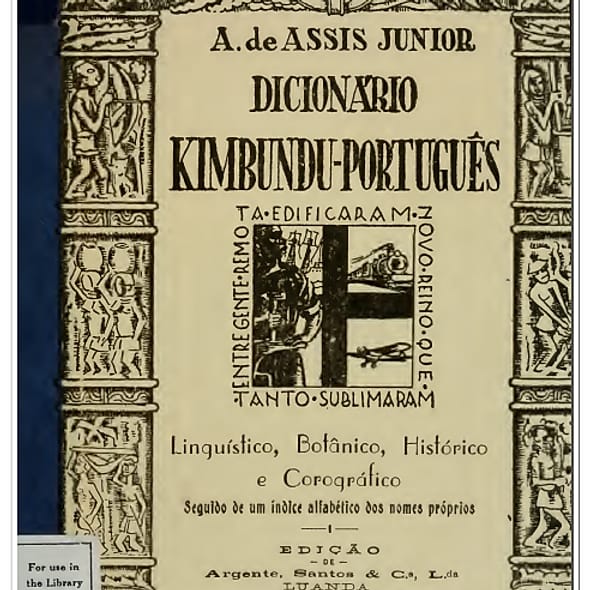 A. de ASSIS JUNIOR
DICIONÁRIO
KIMBUNDU-PORTUGUÊS
ENTRE·GENTE·REMO
TA·EDIFICARAM·
NOVO·REINO·QUE·
·TANTO·SUBLIMARAM
Linguístico, Botânico, Histórico
e Corográfico
Seguido de um índice alfabético dos nomes próprios
I
EDIÇÃO
— DE —
Argente, Santos & C.ª, L.da
LUANDA
For use in
the Library